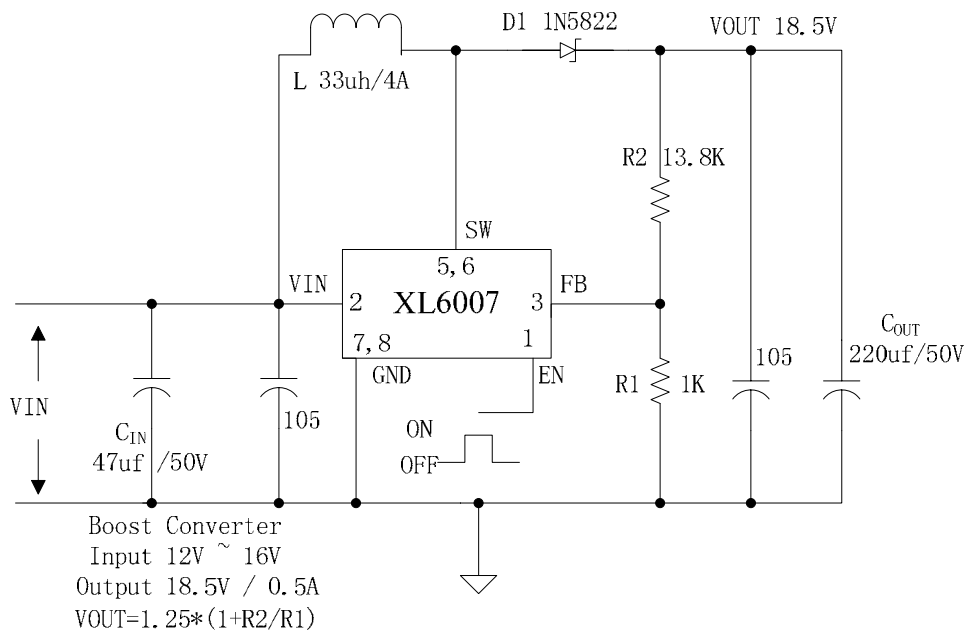 D1 1N5822
VOUT 18.5V
L 33uh/4A
R2 13.8K
SW
5,6
VIN
2
XL6007
3
FB
7,8
1
GND
EN
C_OUT
220uf/50V
105
R1
1K
VIN
C_IN
47uf /50V
105
ON
OFF
Boost Converter
Input 12V ~ 16V
Output 18.5V / 0.5A
VOUT=1.25*(1+R2/R1)